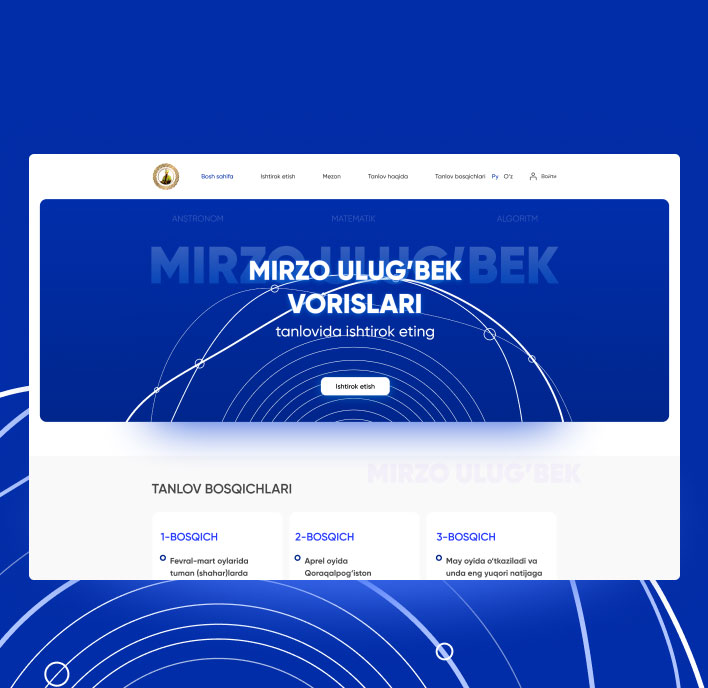 Bosh sahifa Ishtirok etish Mezon Tanlov haqida Tanlov bosqichlari Ру O'z Войти
ANSTRONOM MATEMATIK ALGORITM
MIRZO ULUG'BEK
MIRZO ULUG'BEK
VORISLARI
tanlovida ishtirok eting
Ishtirok etish
MIRZO ULUG'BEK
TANLOV BOSQICHLARI
1-BOSQICH 2-BOSQICH 3-BOSQICH
Fevral-mart oylarida Aprel oyida May oyida o'tkaziladi va
tuman (shahar)larda Qoraqalpog'iston unda eng yuqori natijaga